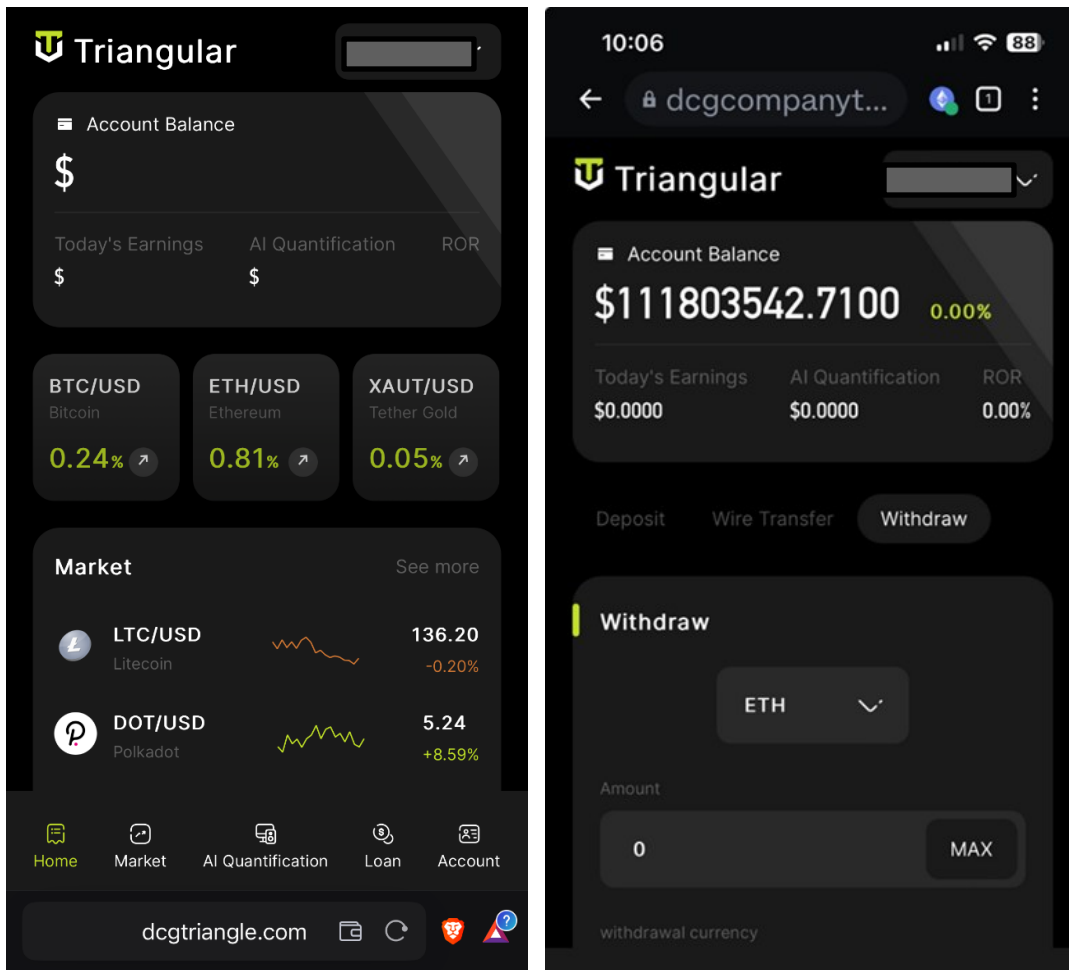 Triangular
Account Balance
$
Today's Earnings AI Quantification ROR
$ $
BTC/USD ETH/USD XAUT/USD
Bitcoin Ethereum Tether Gold
0.24% 0.81% 0.05%
Market See more
LTC/USD 136.20
Litecoin -0.20%
DOT/USD 5.24
Polkadot +8.59%
Home Market AI Quantification Loan Account
dcgtriangle.com ?
10:06 88
dcgcompanyt... 1
Triangular
Account Balance
$111803542.7100 0.00%
Today's Earnings AI Quantification ROR
$0.0000 $0.0000 0.00%
Deposit Wire Transfer Withdraw
Withdraw
ETH
Amount
0 MAX
withdrawal currency